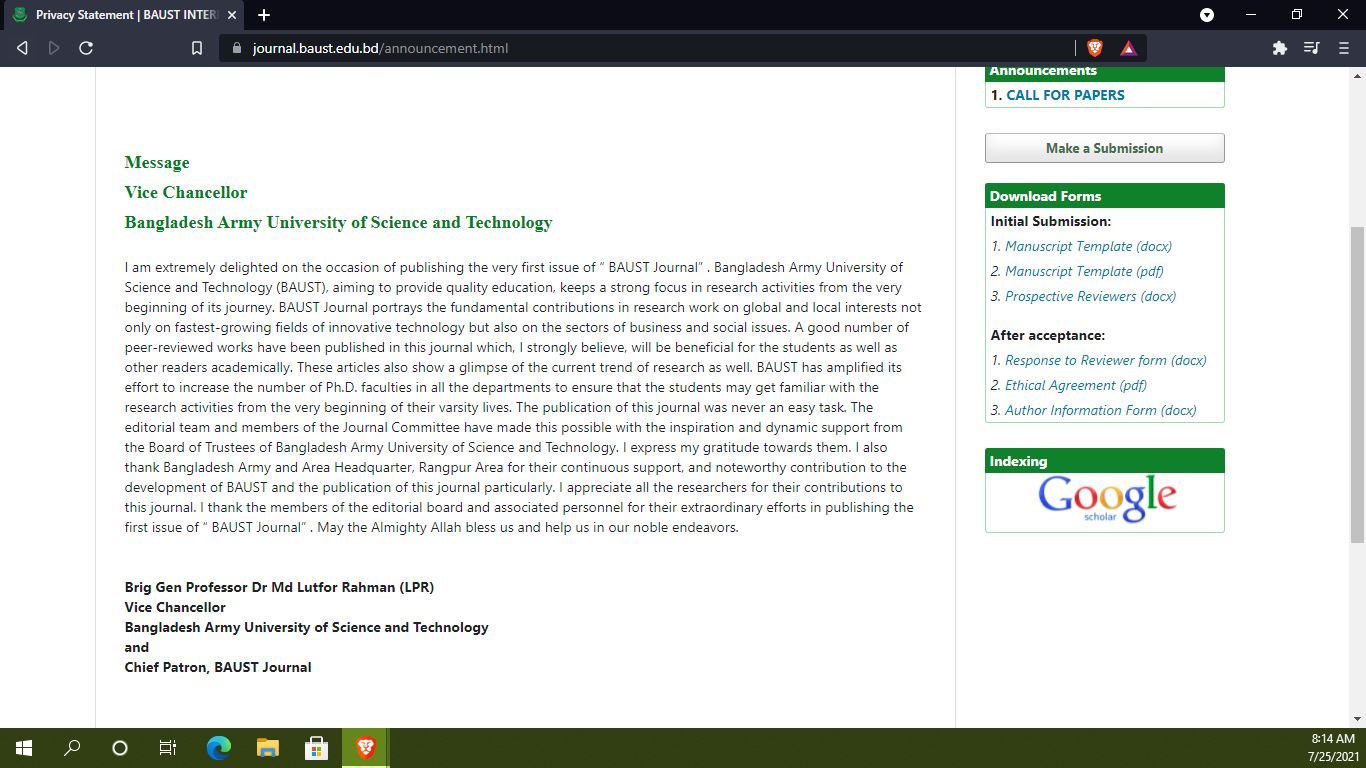 Privacy Statement | BAUST INTER
journal.baust.edu.bd/announcement.html
Message
Vice Chancellor
Bangladesh Army University of Science and Technology
I am extremely delighted on the occasion of publishing the very first issue of “ BAUST Journal” . Bangladesh Army University of
Science and Technology (BAUST), aiming to provide quality education, keeps a strong focus in research activities from the very
beginning of its journey. BAUST Journal portrays the fundamental contributions in research work on global and local interests not
only on fastest-growing fields of innovative technology but also on the sectors of business and social issues. A good number of
peer-reviewed works have been published in this journal which, I strongly believe, will be beneficial for the students as well as
other readers academically. These articles also show a glimpse of the current trend of research as well. BAUST has amplified its
effort to increase the number of Ph.D. faculties in all the departments to ensure that the students may get familiar with the
research activities from the very beginning of their varsity lives. The publication of this journal was never an easy task. The
editorial team and members of the Journal Committee have made this possible with the inspiration and dynamic support from
the Board of Trustees of Bangladesh Army University of Science and Technology. I express my gratitude towards them. I also
thank Bangladesh Army and Area Headquarter, Rangpur Area for their continuous support, and noteworthy contribution to the
development of BAUST and the publication of this journal particularly. I appreciate all the researchers for their contributions to
this journal. I thank the members of the editorial board and associated personnel for their extraordinary efforts in publishing the
first issue of “ BAUST Journal” . May the Almighty Allah bless us and help us in our noble endeavors.
Brig Gen Professor Dr Md Lutfor Rahman (LPR)
Vice Chancellor
Bangladesh Army University of Science and Technology
and
Chief Patron, BAUST Journal
Announcements
1. CALL FOR PAPERS
Make a Submission
Download Forms
Initial Submission:
1. Manuscript Template (docx)
2. Manuscript Template (pdf)
3. Prospective Reviewers (docx)
After acceptance:
1. Response to Reviewer form (docx)
2. Ethical Agreement (pdf)
3. Author Information Form (docx)
Indexing
Google
scholar
8:14 AM
7/25/2021